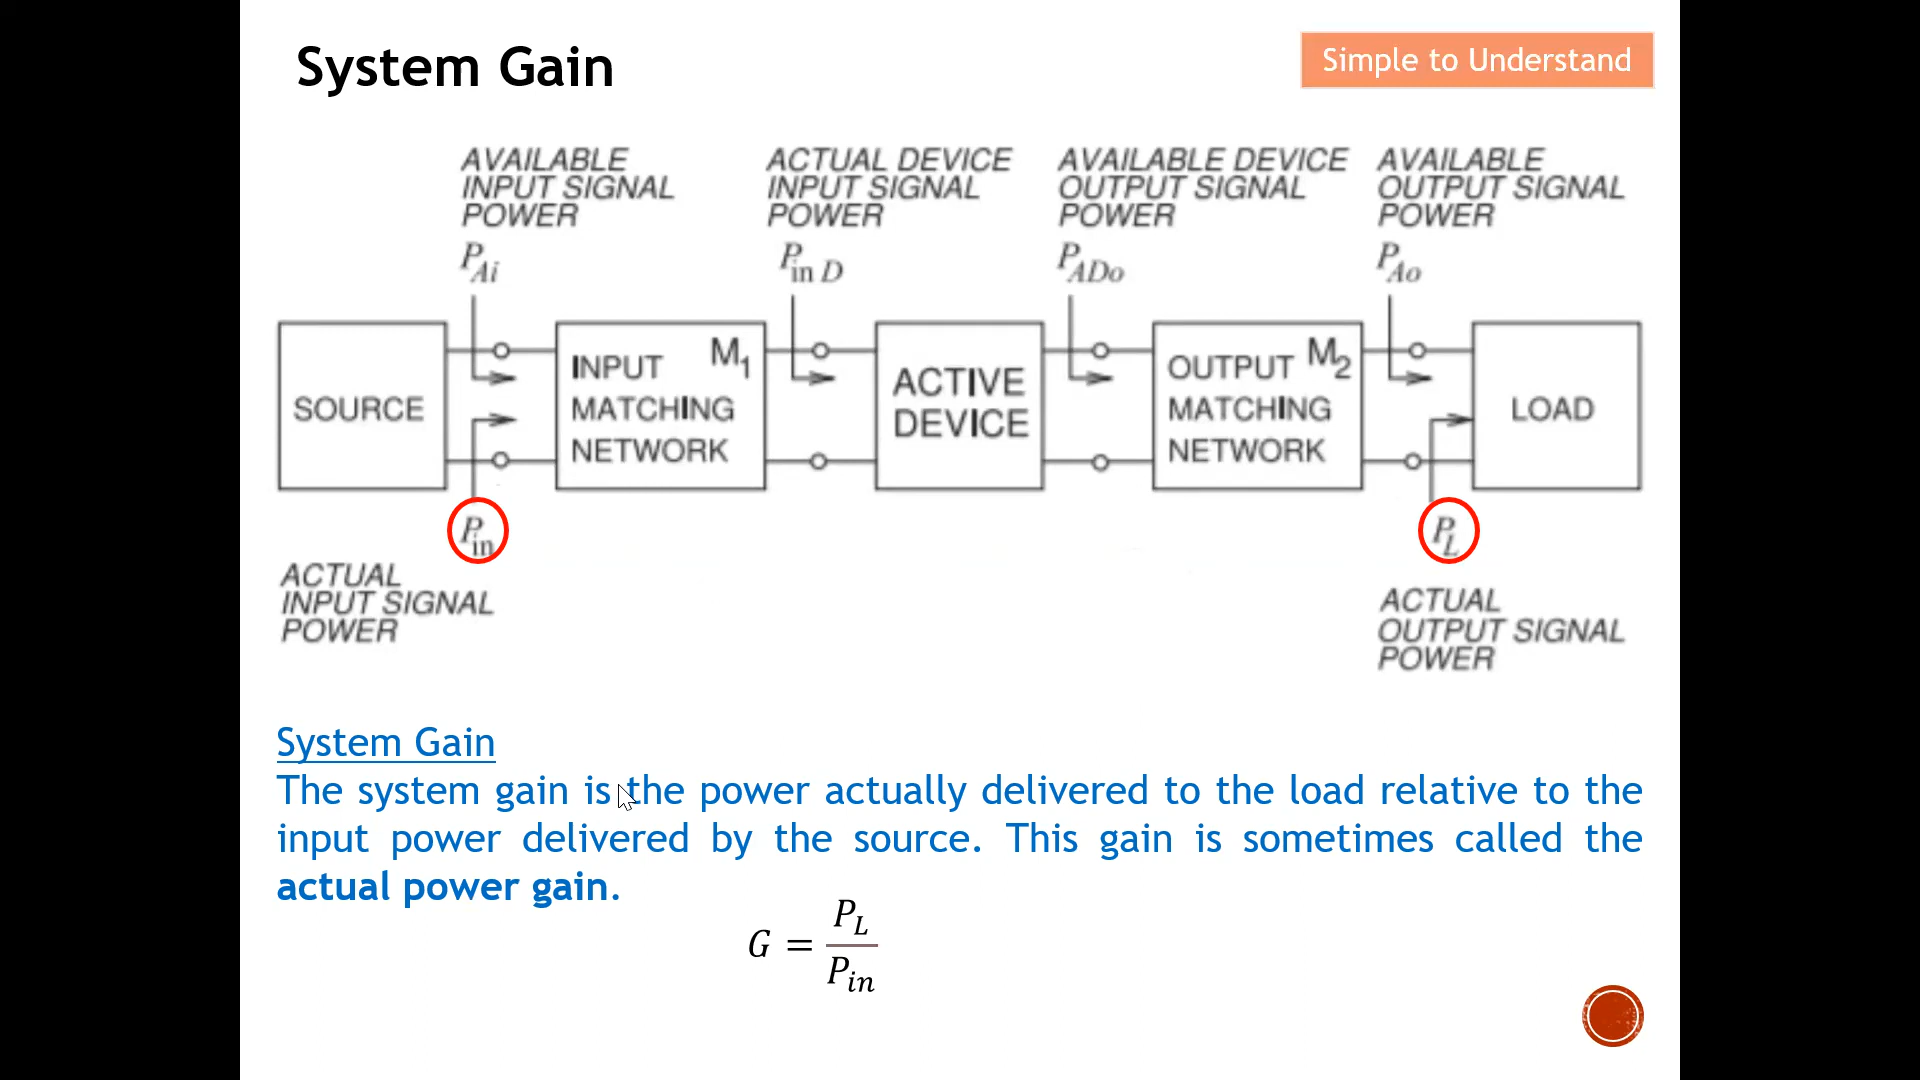 System Gain
Simple to Understand
AVAILABLE
INPUT SIGNAL
POWER
P_Ai
ACTUAL DEVICE
INPUT SIGNAL
POWER
P_in D
AVAILABLE DEVICE
OUTPUT SIGNAL
POWER
P_ADo
AVAILABLE
OUTPUT SIGNAL
POWER
P_Ao
SOURCE
INPUT M_1
MATCHING
NETWORK
ACTIVE
DEVICE
OUTPUT M_2
MATCHING
NETWORK
LOAD
P_in
ACTUAL
INPUT SIGNAL
POWER
P_L
ACTUAL
OUTPUT SIGNAL
POWER
System Gain
The system gain is the power actually delivered to the load relative to the
input power delivered by the source. This gain is sometimes called the
actual power gain.
G = P_L / P_in